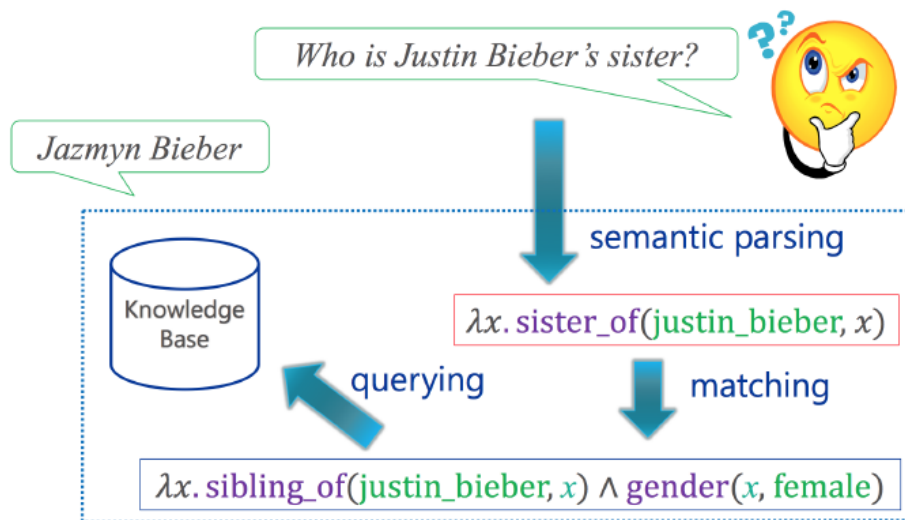 Who is Justin Bieber's sister?
??
Jazmyn Bieber
semantic parsing
Knowledge
Base
λx. sister_of(justin_bieber, x)
querying
matching
λx. sibling_of(justin_bieber, x) ∧ gender(x, female)